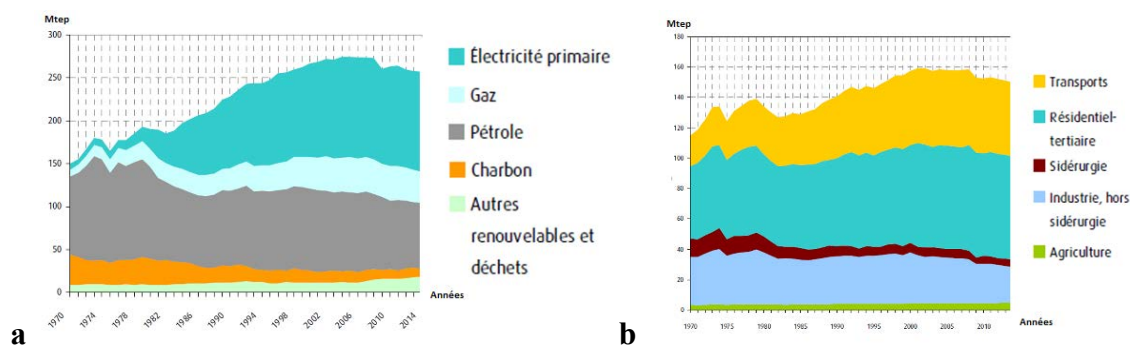 Mtep
300
250
200
150
100
50
0
1970
1974
1978
1982
1986
1990
1994
1998
2002
2006
2010
2014
Années
Électricité primaire
Gaz
Pétrole
Charbon
Autres
renouvelables et
déchets
a
Mtep
180
160
140
120
100
80
60
40
20
0
1970
1975
1980
1985
1990
1995
2000
2005
2010
Années
Transports
Résidentiel-
tertiaire
Sidérurgie
Industrie, hors
sidérurgie
Agriculture
b